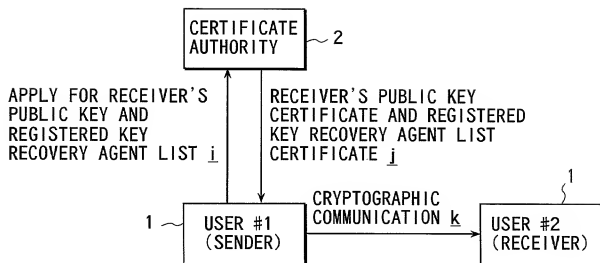 CERTIFICATE
AUTHORITY
2
APPLY FOR RECEIVER'S
PUBLIC KEY AND
REGISTERED KEY
RECOVERY AGENT LIST i
RECEIVER'S PUBLIC KEY
CERTIFICATE AND REGISTERED
KEY RECOVERY AGENT LIST
CERTIFICATE j
1
USER #1
(SENDER)
CRYPTOGRAPHIC
COMMUNICATION k
1
USER #2
(RECEIVER)